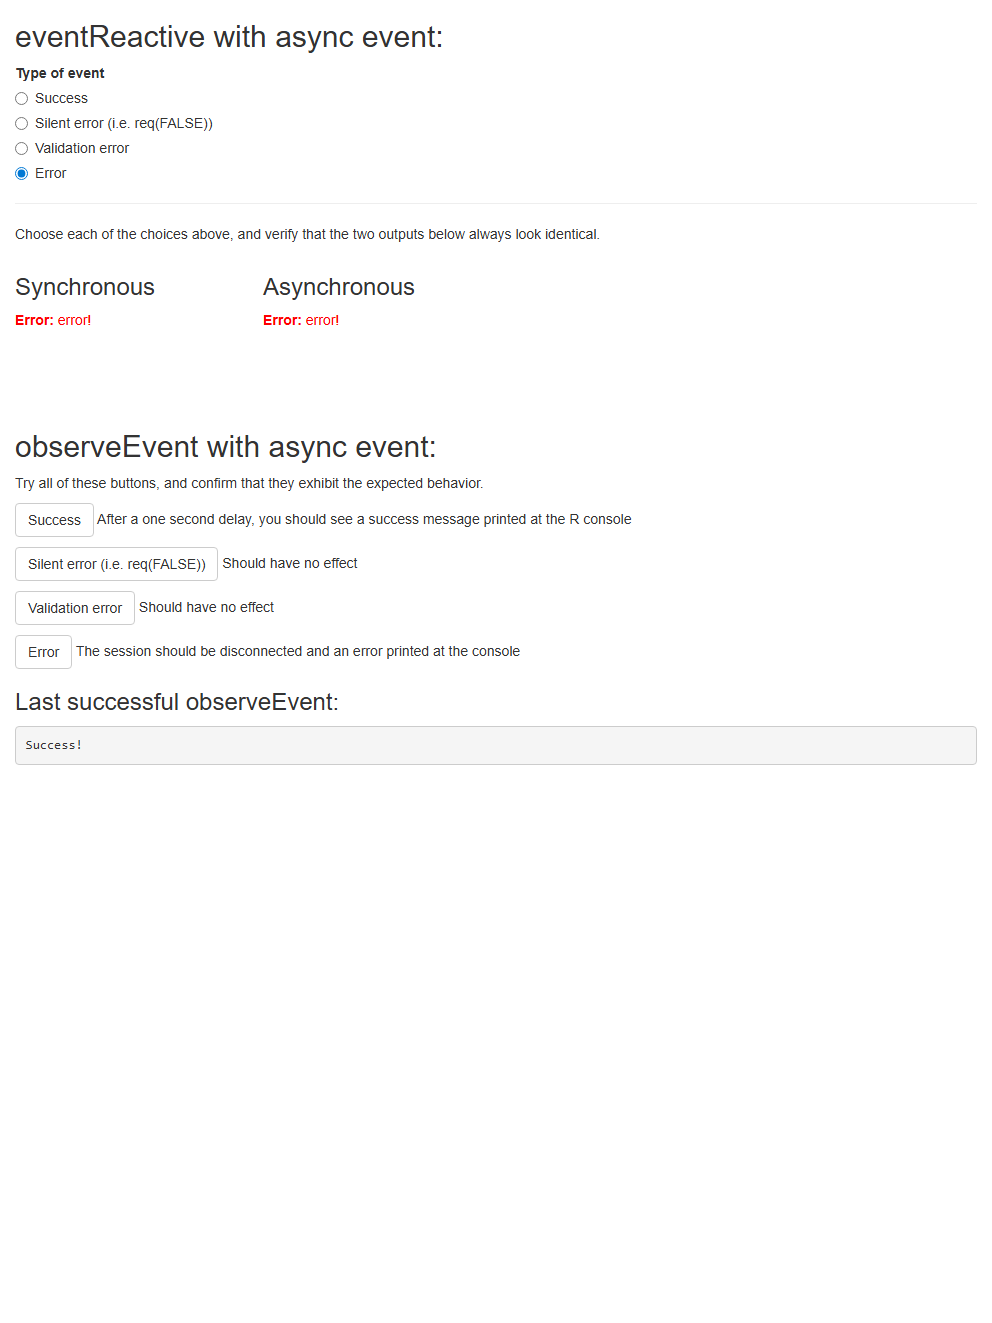 eventReactive with async event:
Type of event
Success
Silent error (i.e. req(FALSE))
Validation error
Error
Choose each of the choices above, and verify that the two outputs below always look identical.
Synchronous
Asynchronous
Error: error!
Error: error!
observeEvent with async event:
Try all of these buttons, and confirm that they exhibit the expected behavior.
Success After a one second delay, you should see a success message printed at the R console
Silent error (i.e. req(FALSE)) Should have no effect
Validation error Should have no effect
Error The session should be disconnected and an error printed at the console
Last successful observeEvent:
Success!